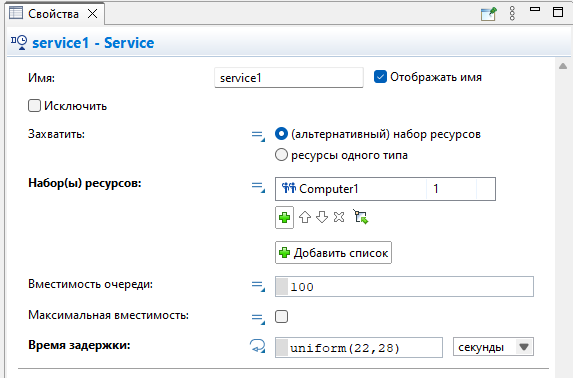 Свойства
service1 - Service
Имя: service1 Отображать имя
Исключить
Захватить: (альтернативный) набор ресурсов
ресурсы одного типа
Набор(ы) ресурсов: Computer1 1
Добавить список
Вместимость очереди: 100
Максимальная вместимость:
Время задержки: uniform(22,28) секунды